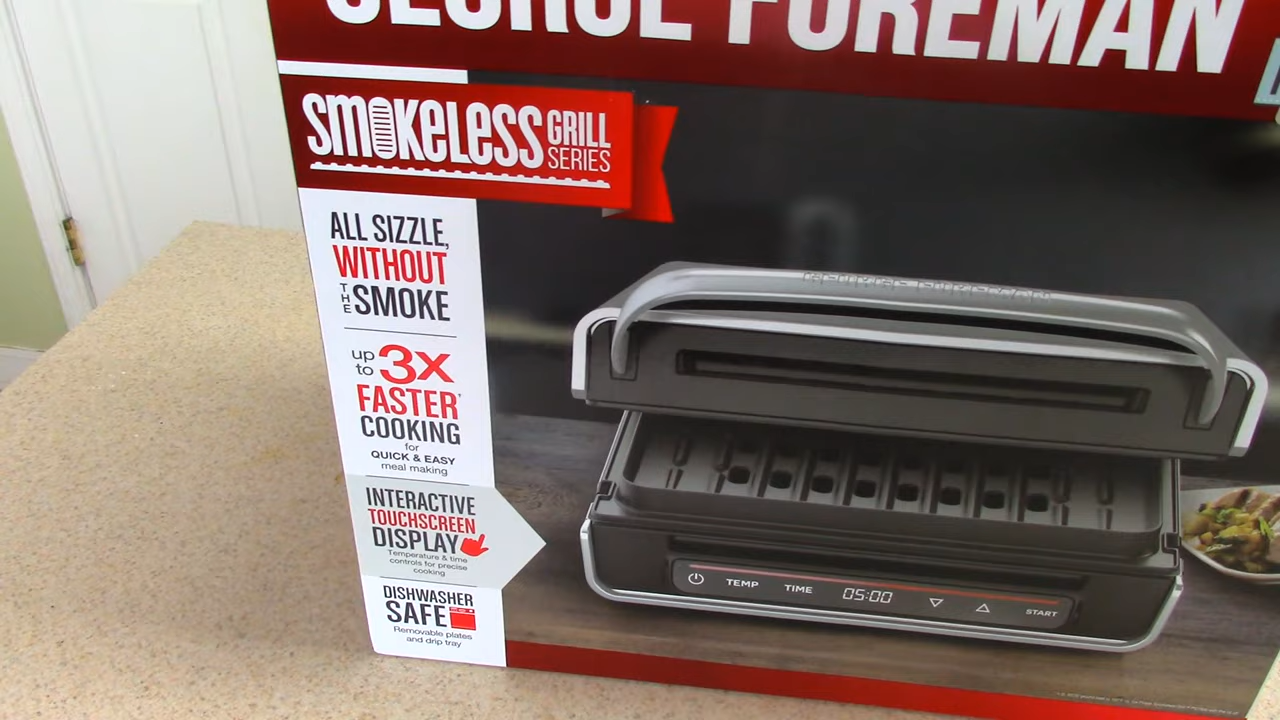 GEORGE FOREMAN
SMOKELESS GRILL
SERIES
ALL SIZZLE,
WITHOUT
THE SMOKE
up to 3X
FASTER†
COOKING
for
QUICK & EASY
meal making
INTERACTIVE
TOUCHSCREEN
DISPLAY
Temperature & time
controls for precise
cooking
DISHWASHER
SAFE
Removable plates
and drip tray
GEORGE FOREMAN
TEMP TIME 05:00 START